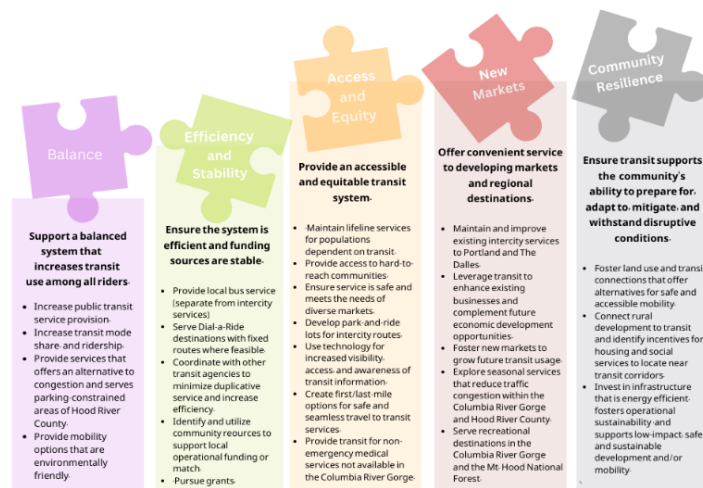 Balance
Support a balanced
system that
increases transit
use among all riders
• Increase public transit
service provision
• Increase transit mode
share and ridership
• Provide services that
offers an alternative to
congestion and serves
parking-constrained
areas of Hood River
County
• Provide mobility
options that are
environmentally
friendly
Efficiency
and
Stability
Ensure the system is
efficient and funding
sources are stable
• Provide local bus service
(separate from intercity
services)
• Serve Dial-a-Ride
destinations with fixed
routes where feasible
• Coordinate with other
transit agencies to
minimize duplicative
service and increase
efficiency
• Identify and utilize
community reources to
support local
operational funding or
match
• Pursue grants
Access
and
Equity
Provide an accessible
and equitable transit
system
• Maintain lifeline services
for populations
dependent on transit
• Provide access to hard-to-
reach communities
• Ensure service is safe and
meets the needs of
diverse markets
• Develop park-and-ride
lots for intercity routes
• Use technology for
increased visibility
access and awareness
of transit information
• Create first/last-mile
options for safe and
seamless travel to transit
services
• Provide transit for non-
emergency medical
services not available in
the Columbia River Gorge
New
Markets
Offer convenient service
to developing markets
and regional
destinations
• Maintain and improve
existing intercity services
to Portland and The
Dalles
• Leverage transit to
enhance existing
businesses and
complement future
economic development
opportunities
• Foster new markets to
grow future transit usage
• Explore seasonal services
that reduce traffic
congestion within the
Columbia River Gorge
and Hood River County
• Serve recreational
destinations in the
Columbia River Gorge
and the Mt. Hood National
Forest
Community
Resilience
Ensure transit supports
the community's
ability to prepare for
adapt to mitigate and
withstand disruptive
conditions
• Foster land use and transit
connections that offer
alternatives for safe and
accessible mobility
• Connect rural
development to transit
and identify incentives for
housing and social
services to locate near
transit corridors
• Invest in infrastructure
that is energy efficient
fosters operational
sustainability and
supports low-impact safe
and sustainable
development and/or
mobility